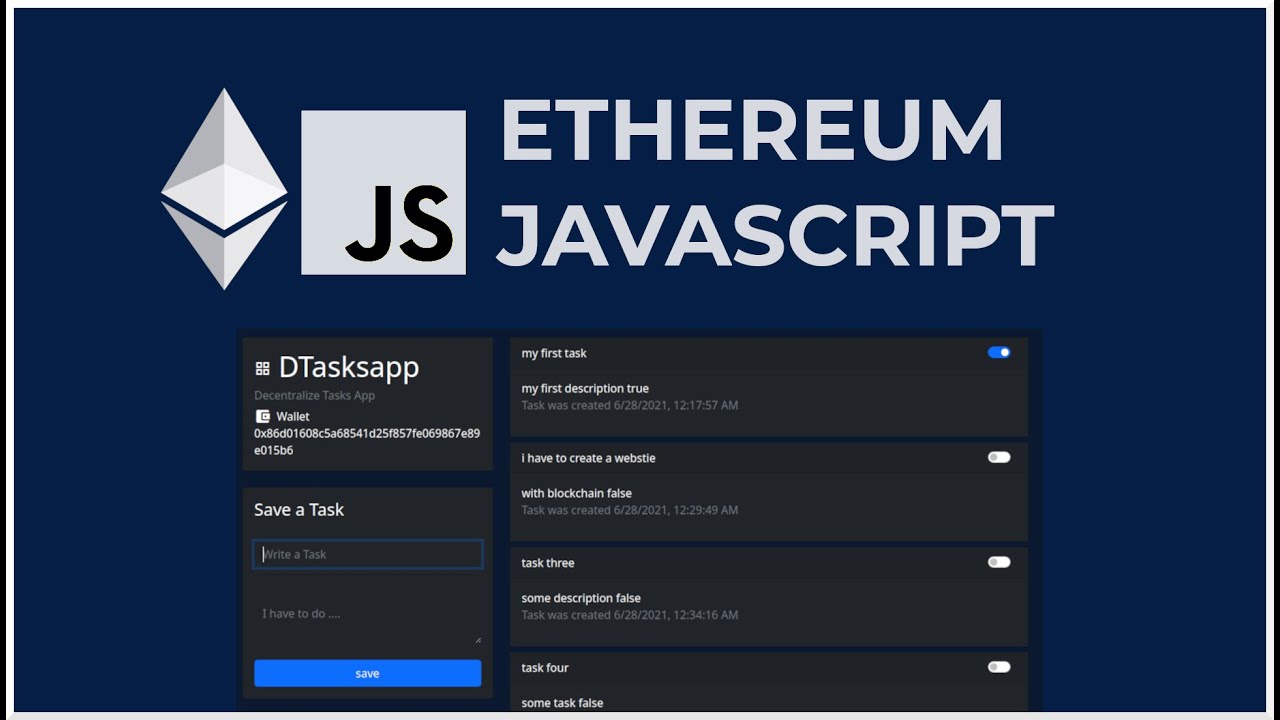 JS
ETHEREUM
JAVASCRIPT
DTasksapp
Decentralize Tasks App
Wallet
0x86d01608c5a68541d25f857fe069867e89
e015b6
Save a Task
Write a Task
I have to do ....
save
my first task
my first description true
Task was created 6/28/2021, 12:17:57 AM
i have to create a webstie
with blockchain false
Task was created 6/28/2021, 12:29:49 AM
task three
some description false
Task was created 6/28/2021, 12:34:16 AM
task four
some task false